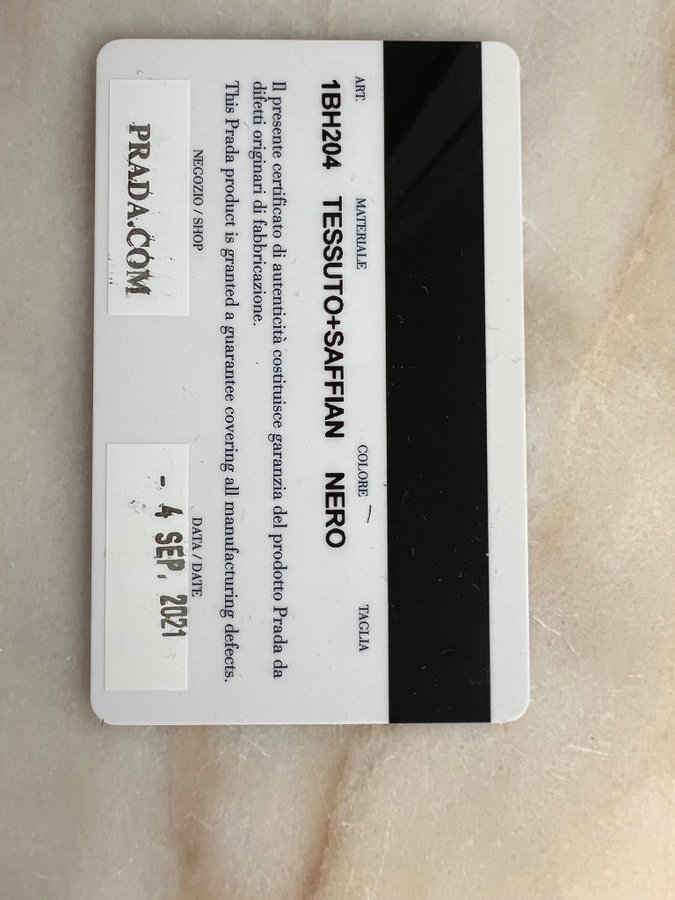 ART. MATERIALE COLORE TAGLIA
1BH204 TESSUTO+SAFFIAN NERO
Il presente certificato di autenticità costituisce garanzia del prodotto Prada da
difetti originari di fabbricazione.
This Prada product is granted a guarantee covering all manufacturing defects.
NEGOZIO / SHOP DATA / DATE
PRADA.COM - 4 SEP. 2021